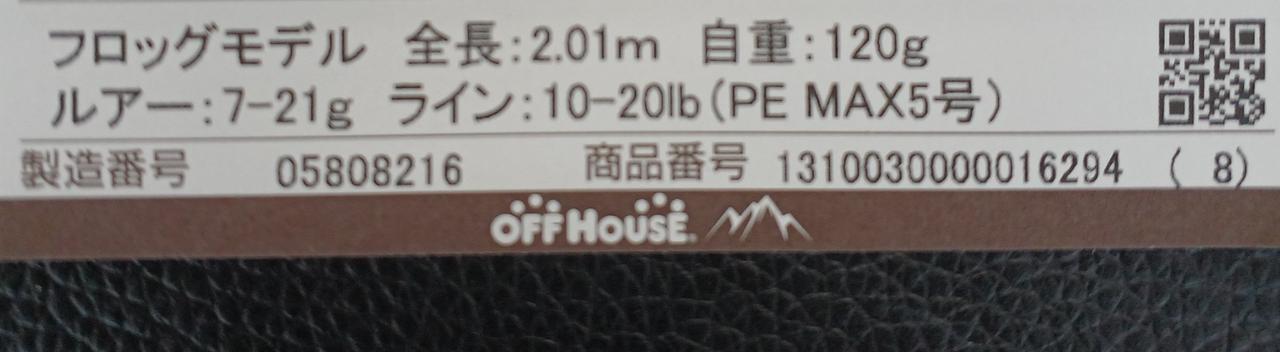 フロッグモデル 全長:2.01m 自重:120g
ルアー:7-21g ライン:10-20lb(PE MAX5号)
製造番号 05808216 商品番号 1310030000016294 ( 8)
OFF HOUSE